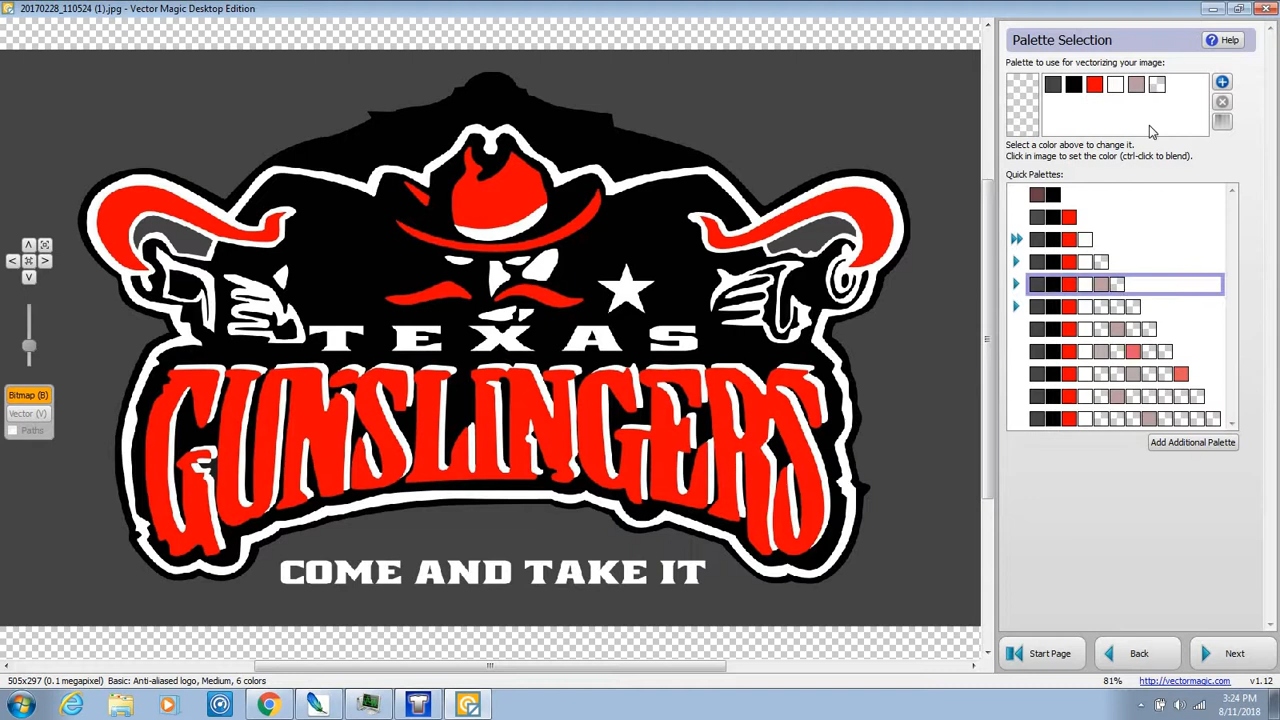 20170228_110524 (1).jpg - Vector Magic Desktop Edition
Palette Selection
Help
Palette to use for vectorizing your image:
Select a color above to change it.
Click in image to set the color (ctrl-click to blend).
Quick Palettes:
TEXAS
GUNSLINGERS
COME AND TAKE IT
Bitmap (B)
Vector (V)
Paths
Add Additional Palette
Start Page
Back
Next
505x297 (0.1 megapixel) Basic: Anti-aliased logo, Medium, 6 colors
81%
http://vectormagic.com
v1.12
3:24 PM
8/11/2018